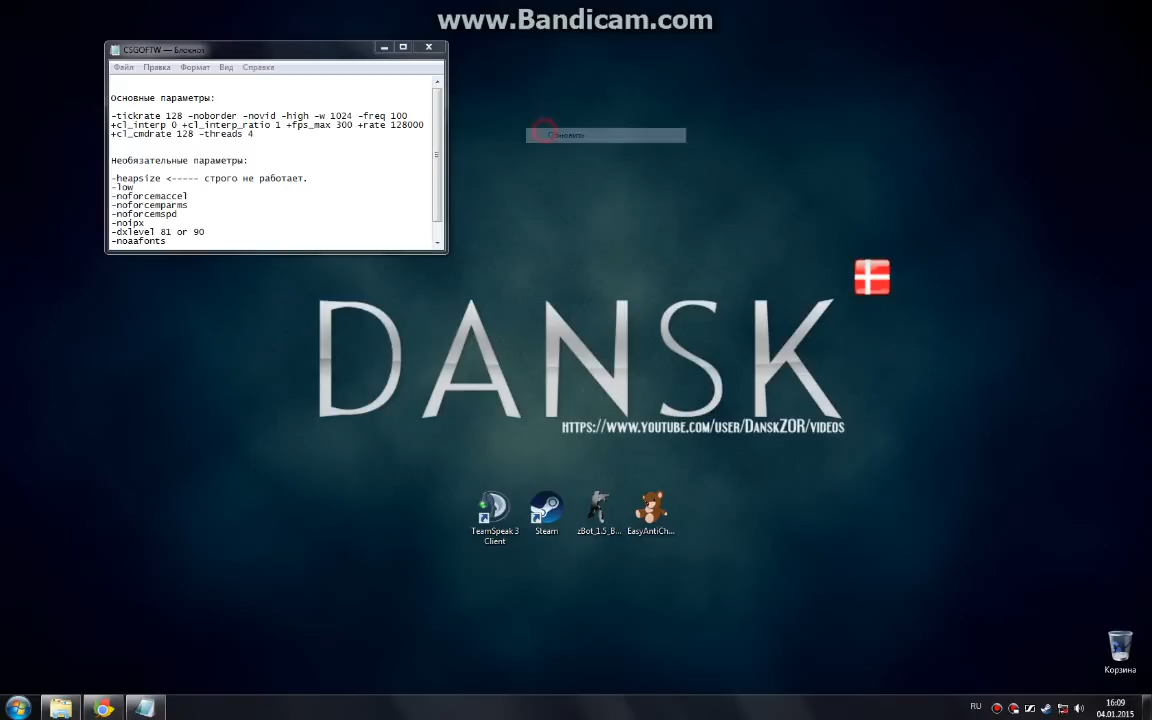 www.Bandicam.com
CSGOFTW — Блокнот
Файл Правка Формат Вид Справка
Основные параметры:
-tickrate 128 -noborder -novid -high -w 1024 -freq 100
+cl_interp 0 +cl_interp_ratio 1 +fps_max 300 +rate 128000
+cl_cmdrate 128 -threads 4
Необязательные параметры:
-heapsize <----- строго не работает.
-low
-noforcemaccel
-noforcemparms
-noforcemspd
-noipx
-dxlevel 81 or 90
-noaafonts
DANSK
HTTPS://WWW.YOUTUBE.COM/USER/DANSKZOR/VIDEOS
TeamSpeak 3
Client
Steam
zBot_1.5_B...
EasyAntiCh...
Корзина
RU
16:09
04.01.2015